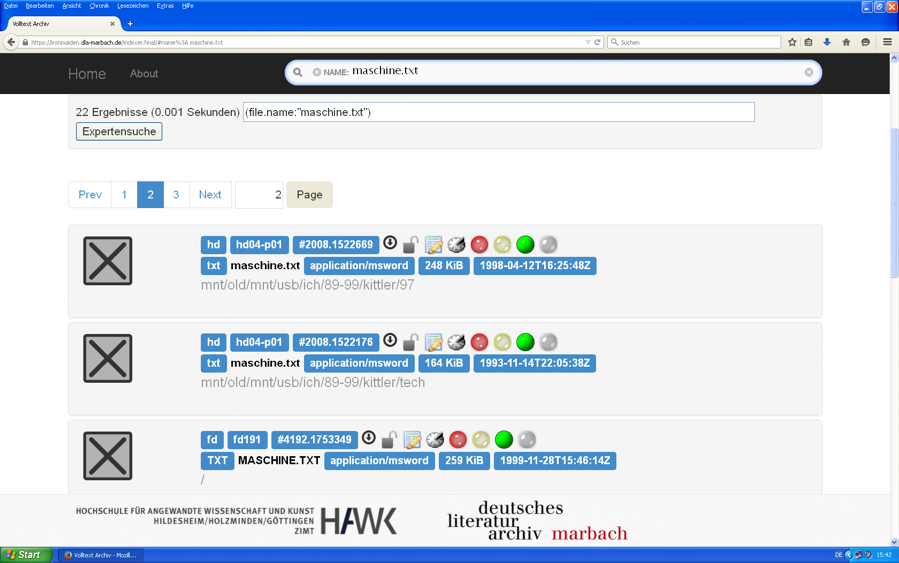 Datei Bearbeiten Ansicht Chronik Lesezeichen Extras Hilfe
Volltext Archiv
https://ironmaiden.dla-marbach.de/indexer/final/#name%3A maschine.txt
Suchen
Home About NAME: maschine.txt
22 Ergebnisse (0.001 Sekunden) (file.name:"maschine.txt")
Expertensuche
Prev 1 2 3 Next 2 Page
hd hd04-p01 #2008.1522669
txt maschine.txt application/msword 248 KiB 1998-04-12T16:25:48Z
mnt/old/mnt/usb/ich/89-99/kittler/97
hd hd04-p01 #2008.1522176
txt maschine.txt application/msword 164 KiB 1993-11-14T22:05:38Z
mnt/old/mnt/usb/ich/89-99/kittler/tech
fd fd191 #4192.1753349
TXT MASCHINE.TXT application/msword 259 KiB 1999-11-28T15:46:14Z
/
HOCHSCHULE FÜR ANGEWANDTE WISSENSCHAFT UND KUNST
HILDESHEIM/HOLZMINDEN/GÖTTINGEN
ZIMT
HAWK
deutsches
literatur
archiv marbach
Start Volltext Archiv - Mozill... DE 15:42